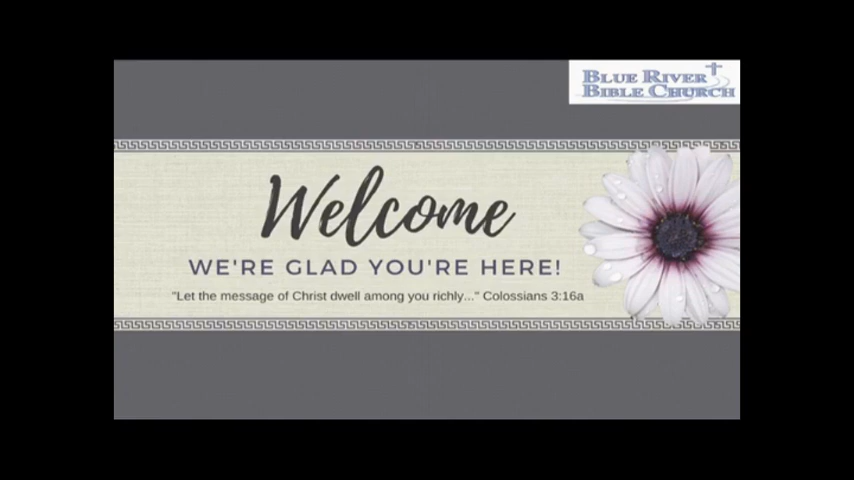 BLUE RIVER
BIBLE CHURCH
Welcome
WE'RE GLAD YOU'RE HERE!
"Let the message of Christ dwell among you richly..." Colossians 3:16a